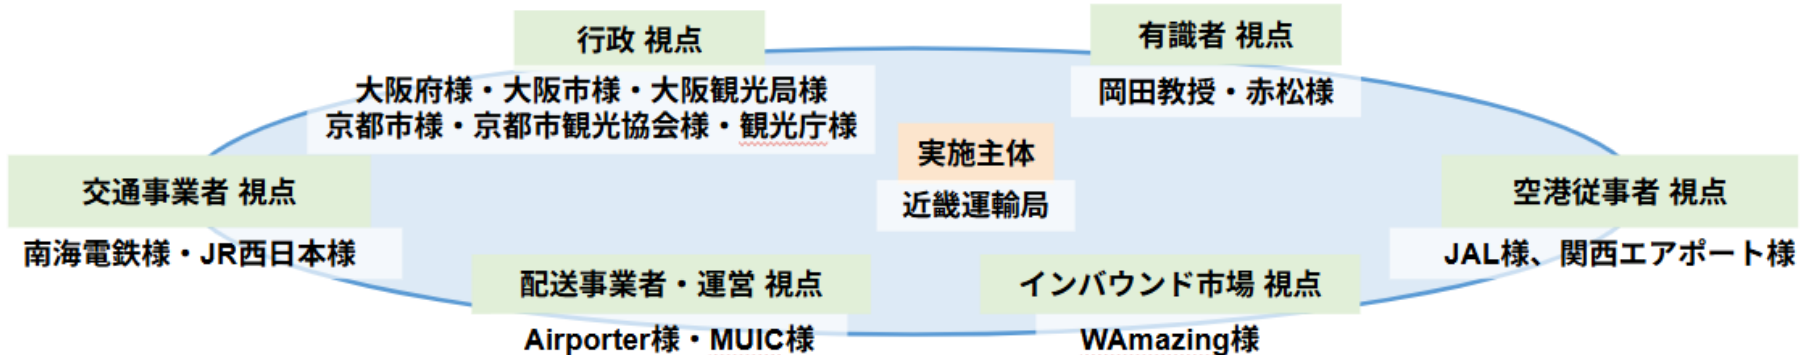 行政 視点
大阪府様・大阪市様・大阪観光局様
京都市様・京都市観光協会様・観光庁様
有識者 視点
岡田教授・赤松様
実施主体
近畿運輸局
交通事業者 視点
南海電鉄様・JR西日本様
空港従事者 視点
JAL様、関西エアポート様
配送事業者・運営 視点
Airporter様・MUIC様
インバウンド市場 視点
WAmazing様